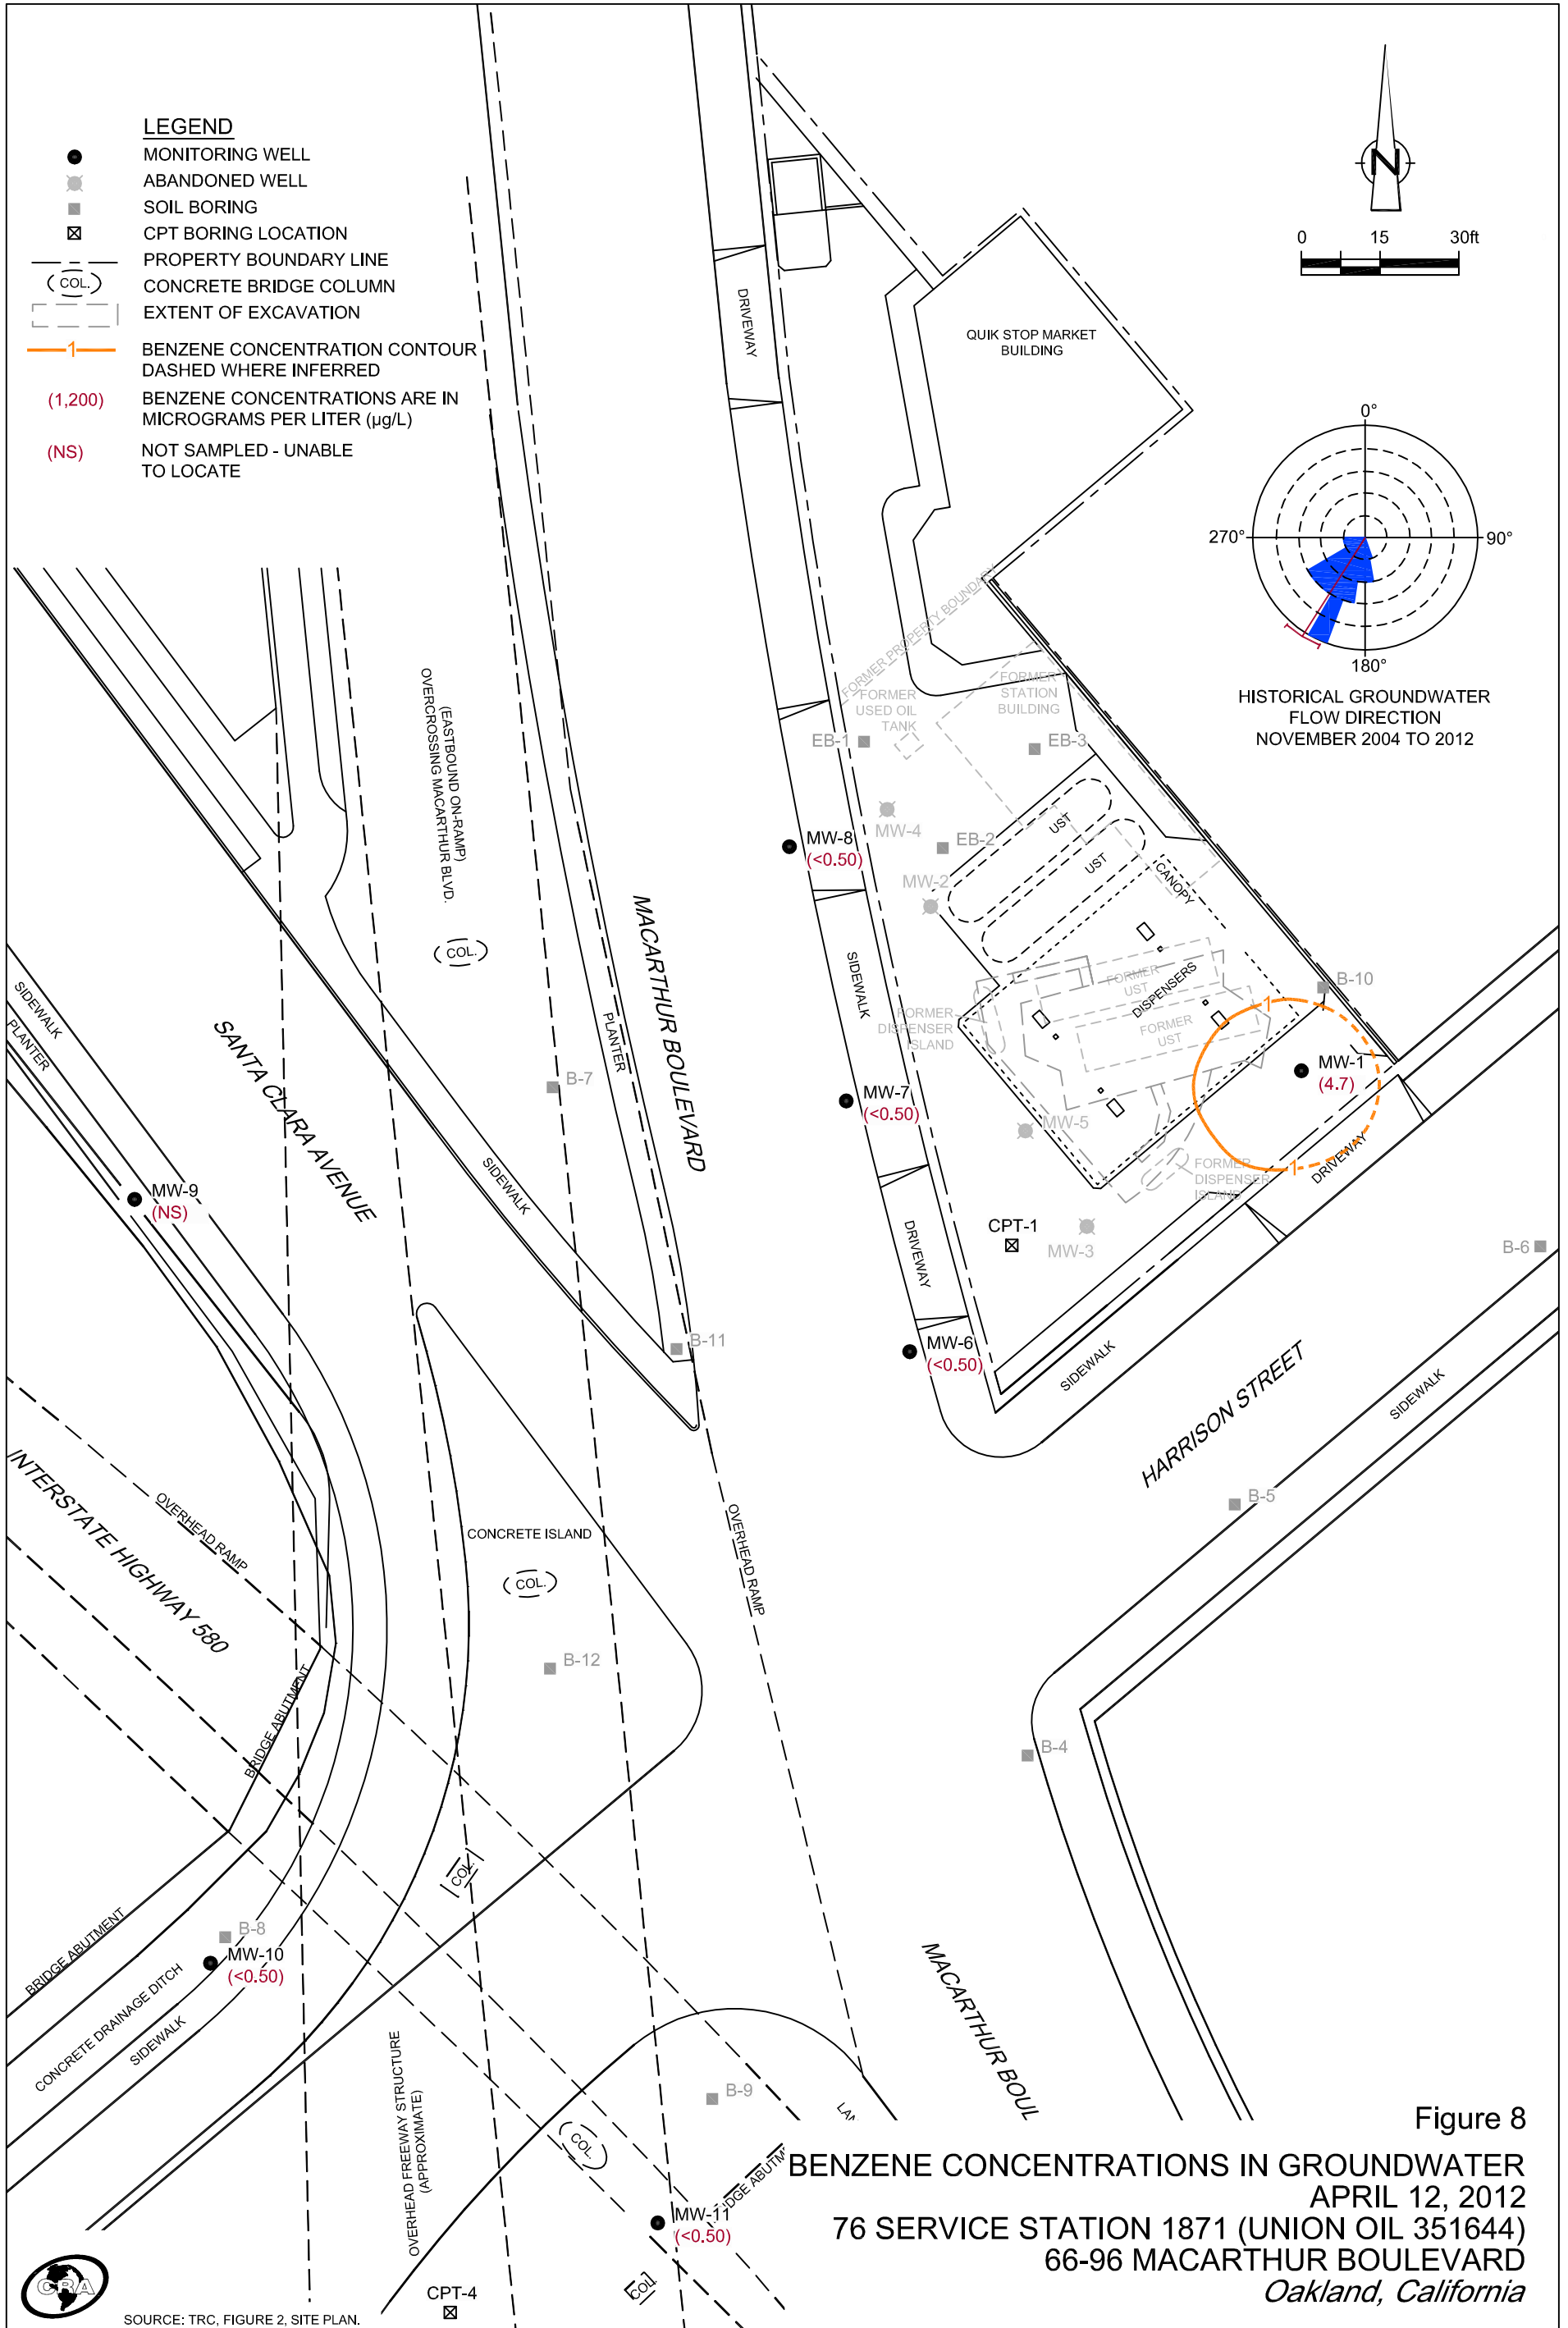 LEGEND
MONITORING WELL
ABANDONED WELL
SOIL BORING
CPT BORING LOCATION
PROPERTY BOUNDARY LINE
COL.
CONCRETE BRIDGE COLUMN
EXTENT OF EXCAVATION
1
BENZENE CONCENTRATION CONTOUR
DASHED WHERE INFERRED
(1,200)
BENZENE CONCENTRATIONS ARE IN
MICROGRAMS PER LITER (µg/L)
(NS)
NOT SAMPLED - UNABLE
TO LOCATE
N
0 15 30ft
0°
270°
90°
180°
HISTORICAL GROUNDWATER
FLOW DIRECTION
NOVEMBER 2004 TO 2012
DRIVEWAY
QUIK STOP MARKET
BUILDING
FORMER PROPERTY BOUNDARY
FORMER
USED OIL
TANK
FORMER
STATION
BUILDING
EB-1
EB-3
MW-4
EB-2
MW-2
MW-8
(<0.50)
UST
UST
CANOPY
(EASTBOUND ON-RAMP)
OVERCROSSING MACARTHUR BLVD.
COL.
MACARTHUR BOULEVARD
SIDEWALK
PLANTER
FORMER
UST
DISPENSERS
FORMER
UST
FORMER
DISPENSER
ISLAND
B-10
1
MW-1
(4.7)
1
SIDEWALK
PLANTER
SANTA CLARA AVENUE
B-7
MW-7
(<0.50)
MW-5
SIDEWALK
FORMER
DISPENSER
ISLAND
DRIVEWAY
MW-9
(NS)
DRIVEWAY
CPT-1
MW-3
B-6
B-11
MW-6
(<0.50)
SIDEWALK
HARRISON STREET
SIDEWALK
INTERSTATE HIGHWAY 580
OVERHEAD RAMP
CONCRETE ISLAND
COL.
OVERHEAD RAMP
B-5
B-12
BRIDGE ABUTMENT
B-4
COL.
B-8
MW-10
(<0.50)
BRIDGE ABUTMENT
CONCRETE DRAINAGE DITCH
SIDEWALK
MACARTHUR BOUL
OVERHEAD FREEWAY STRUCTURE
(APPROXIMATE)
B-9
COL.
DGE ABUTM
MW-11
(<0.50)
COL.
CPT-4
CRA
SOURCE: TRC, FIGURE 2, SITE PLAN.
Figure 8
BENZENE CONCENTRATIONS IN GROUNDWATER
APRIL 12, 2012
76 SERVICE STATION 1871 (UNION OIL 351644)
66-96 MACARTHUR BOULEVARD
Oakland, California